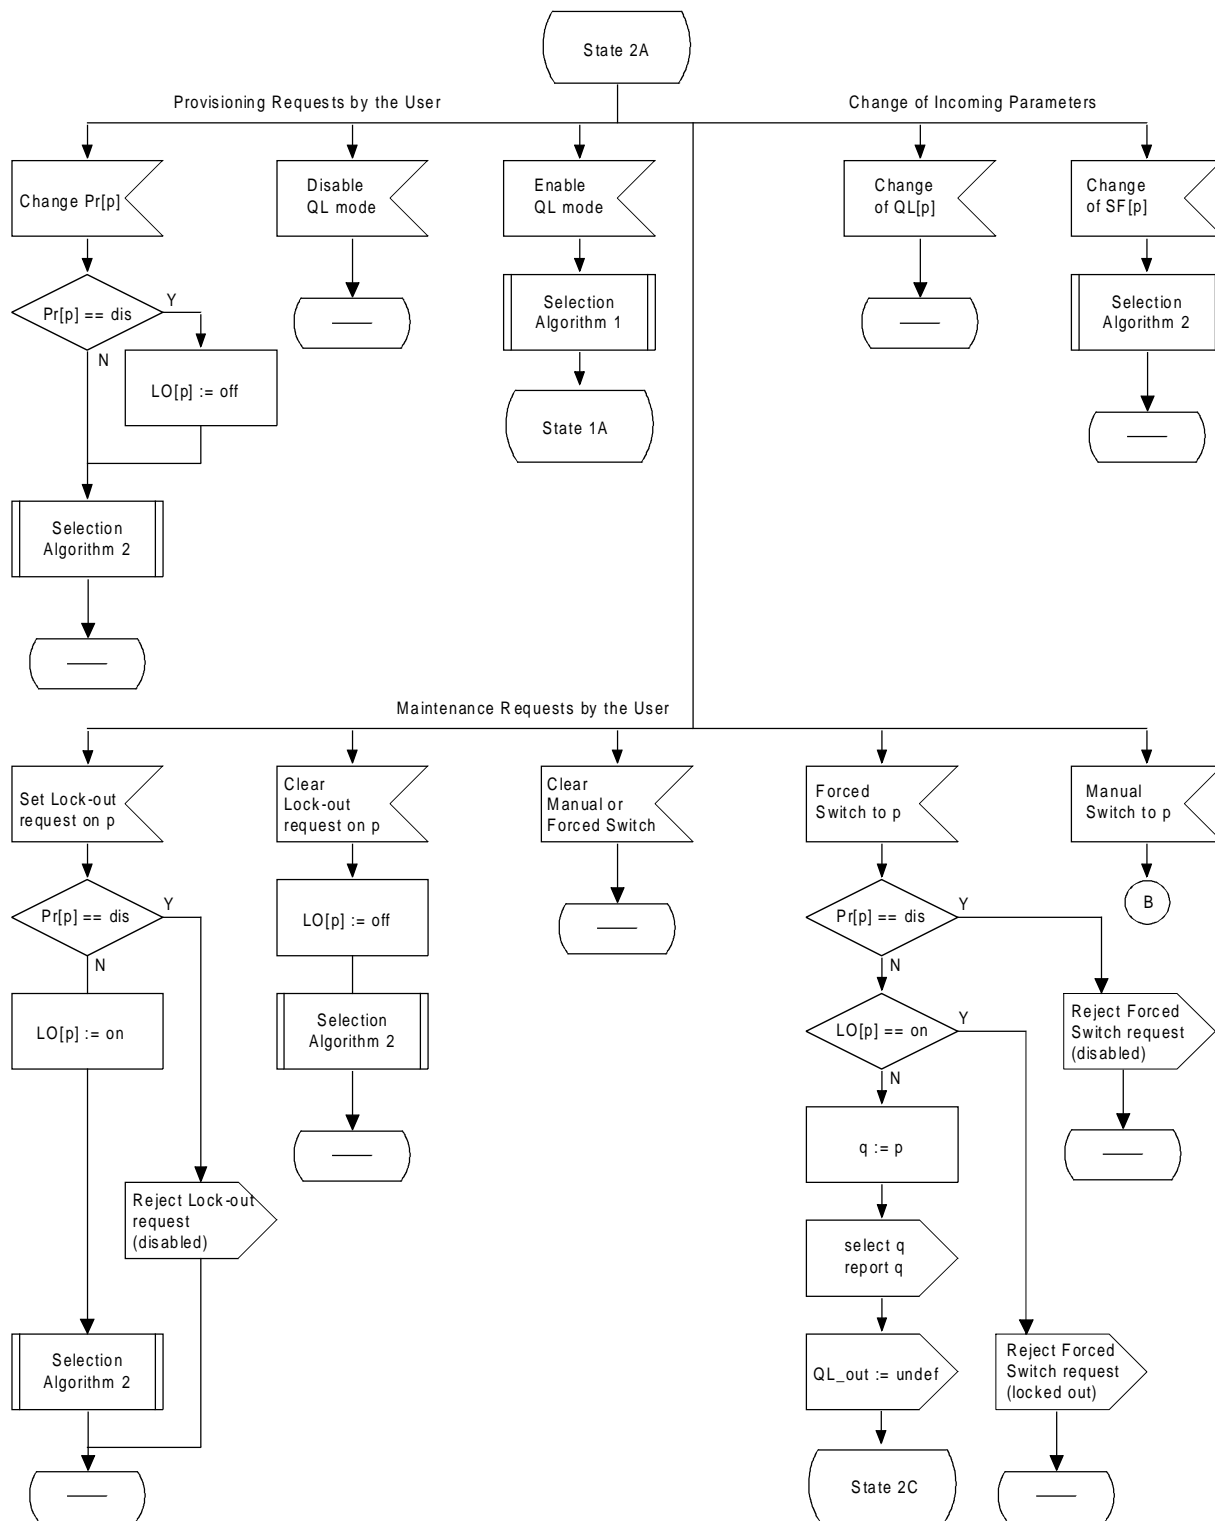 State 2A
Provisioning Requests by the User
Change of Incoming Parameters
Change Pr[p]
Disable
QL mode
Enable
QL mode
Change
of QL[p]
Change
of SF[p]
Pr[p] == dis
Y
N
LO[p] := off
Selection
Algorithm 1
Selection
Algorithm 2
State 1A
Selection
Algorithm 2
Maintenance Requests by the User
Set Lock-out
request on p
Clear
Lock-out
request on p
Clear
Manual or
Forced Switch
Forced
Switch to p
Manual
Switch to p
Pr[p] == dis
Y
N
LO[p] := off
Pr[p] == dis
Y
N
B
LO[p] := on
Selection
Algorithm 2
LO[p] == on
Y
N
Reject Forced
Switch request
(disabled)
q := p
Reject Lock-out
request
(disabled)
select q
report q
Selection
Algorithm 2
QL_out := undef
Reject Forced
Switch request
(locked out)
State 2C